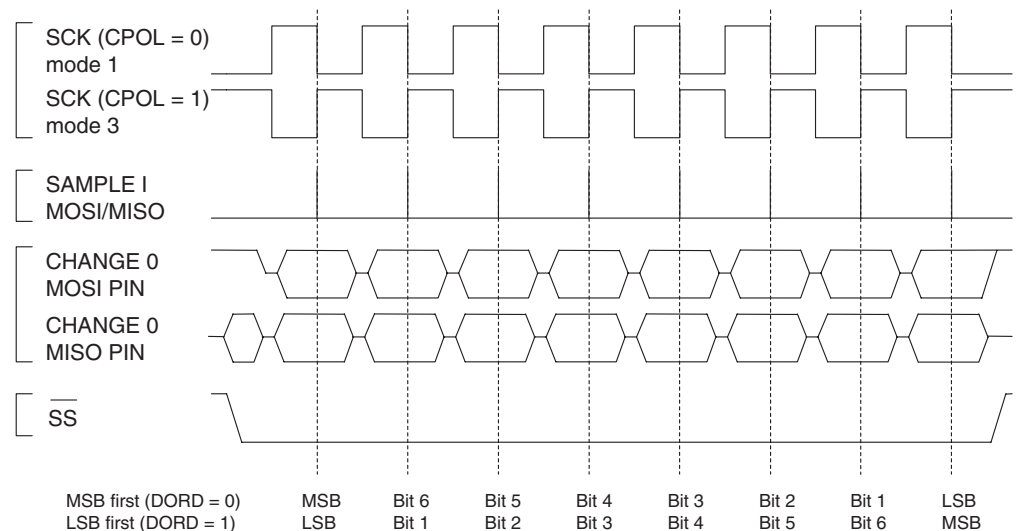 SCK (CPOL = 0)
mode 1
SCK (CPOL = 1)
mode 3
SAMPLE I
MOSI/MISO
CHANGE 0
MOSI PIN
CHANGE 0
MISO PIN
SS
MSB first (DORD = 0) MSB Bit 6 Bit 5 Bit 4 Bit 3 Bit 2 Bit 1 LSB
LSB first (DORD = 1) LSB Bit 1 Bit 2 Bit 3 Bit 4 Bit 5 Bit 6 MSB